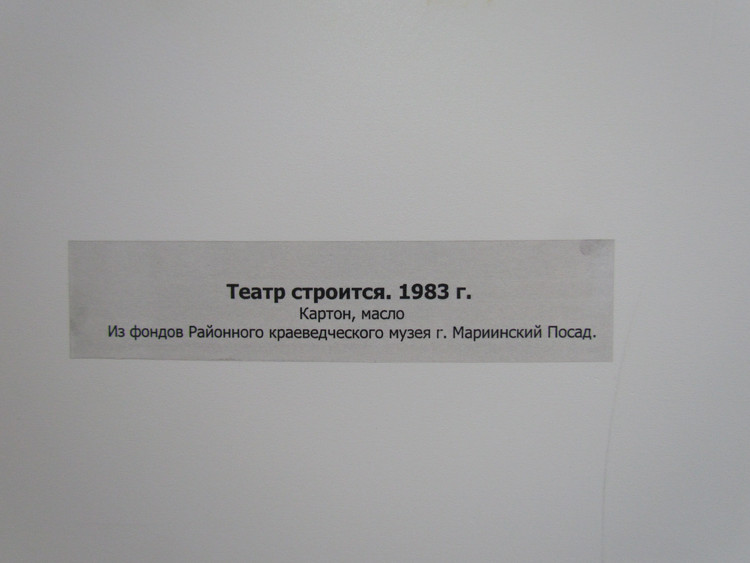 Театр строится. 1983 г.
Картон, масло
Из фондов Районного краеведческого музея г. Мариинский Посад.